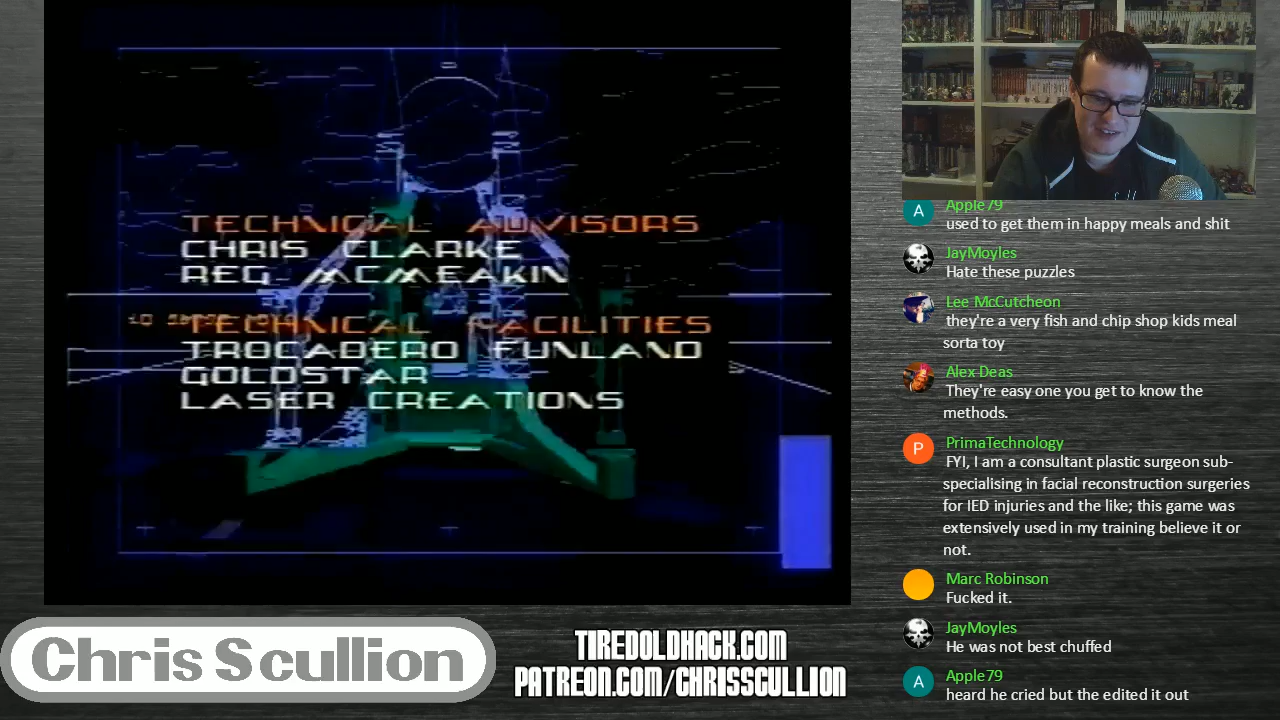 TECHNICAL ADVISORS
CHRIS CLARKE
REG MCMEAKIN
TECHNICAL FACILITIES
TROCADERO FUNLAND
GOLDSTAR
LASER CREATIONS
A
Apple79
used to get them in happy meals and shit
JayMoyles
Hate these puzzles
Lee McCutcheon
they're a very fish and chip shop kids meal
sorta toy
Alex Deas
They're easy one you get to know the
methods.
P
PrimaTechnology
FYI, I am a consultant plastic surgeon sub-
specialising in facial reconstruction surgeries
for IED injuries and the like; this game was
extensively used in my training believe it or
not.
Marc Robinson
Fucked it.
JayMoyles
He was not best chuffed
A
Apple79
heard he cried but the edited it out
Chris Scullion
TIREDOLDHACK.COM
PATREON.COM/CHRISSCULLION